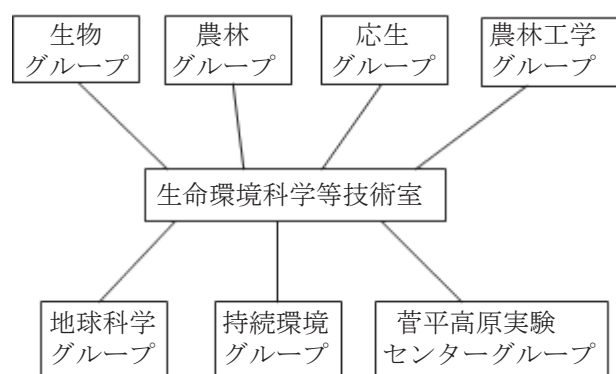 生物
グループ
農林
グループ
応生
グループ
農林工学
グループ
生命環境科学等技術室
地球科学
グループ
持続環境
グループ
菅平高原実験
センターグループ